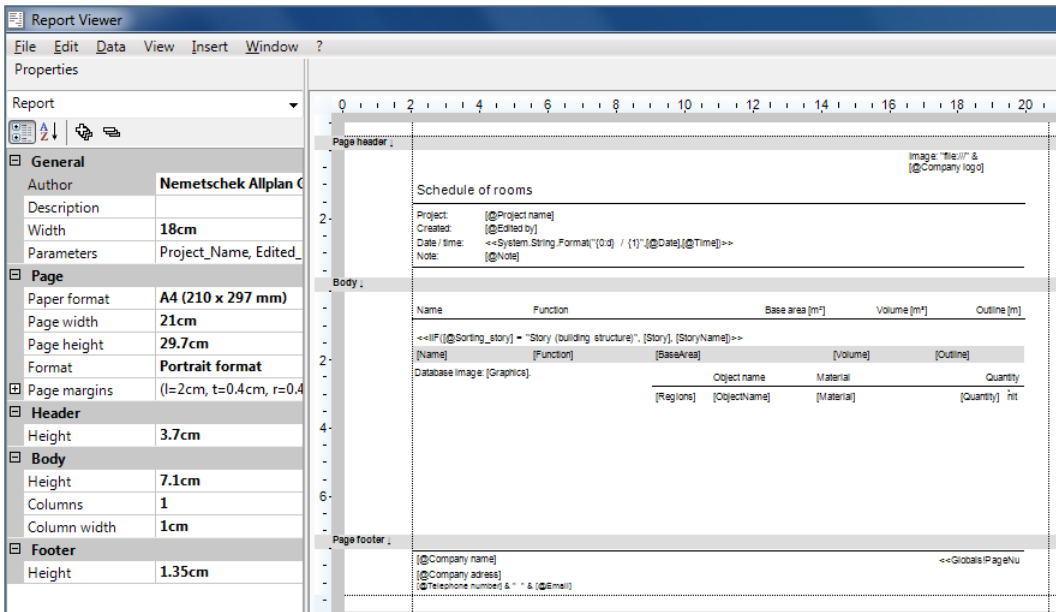 Report Viewer
File Edit Data View Insert Window ?
Properties
Report
General
Author Nemetschek Allplan
Description
Width 18cm
Parameters Project_Name, Edited_
Page
Paper format A4 (210 x 297 mm)
Page width 21cm
Page height 29.7cm
Format Portrait format
Page margins (l=2cm, t=0.4cm, r=0.4
Header
Height 3.7cm
Body
Height 7.1cm
Columns 1
Column width 1cm
Footer
Height 1.35cm
0 2 4 6 8 10 12 14 16 18 20
Page header ↓
Image: "file:///" &
[@Company logo]
Schedule of rooms
2
Project: [@Project name]
Created: [@Edited by]
Date / time: <<System.String.Format("{0:d} / {1}",[@Date],[@Time])>>
Note: [@Note]
Body ↓
Name Function Base area [m²] Volume [m³] Outline [m]
<<IIF([@Sorting_story] = "Story (building structure)", [Story], [StoryName])>>
2
[Name] [Function] [BaseArea] [Volume] [Outline]
Database image: [Graphics].
Object name Material Quantity
[Regions] [ObjectName] [Material] [Quantity] nit
4
6
Page footer ↓
[@Company name] <<Globals!PageNu
[@Company adress]
[@Telephone number] & " " & [@Email]